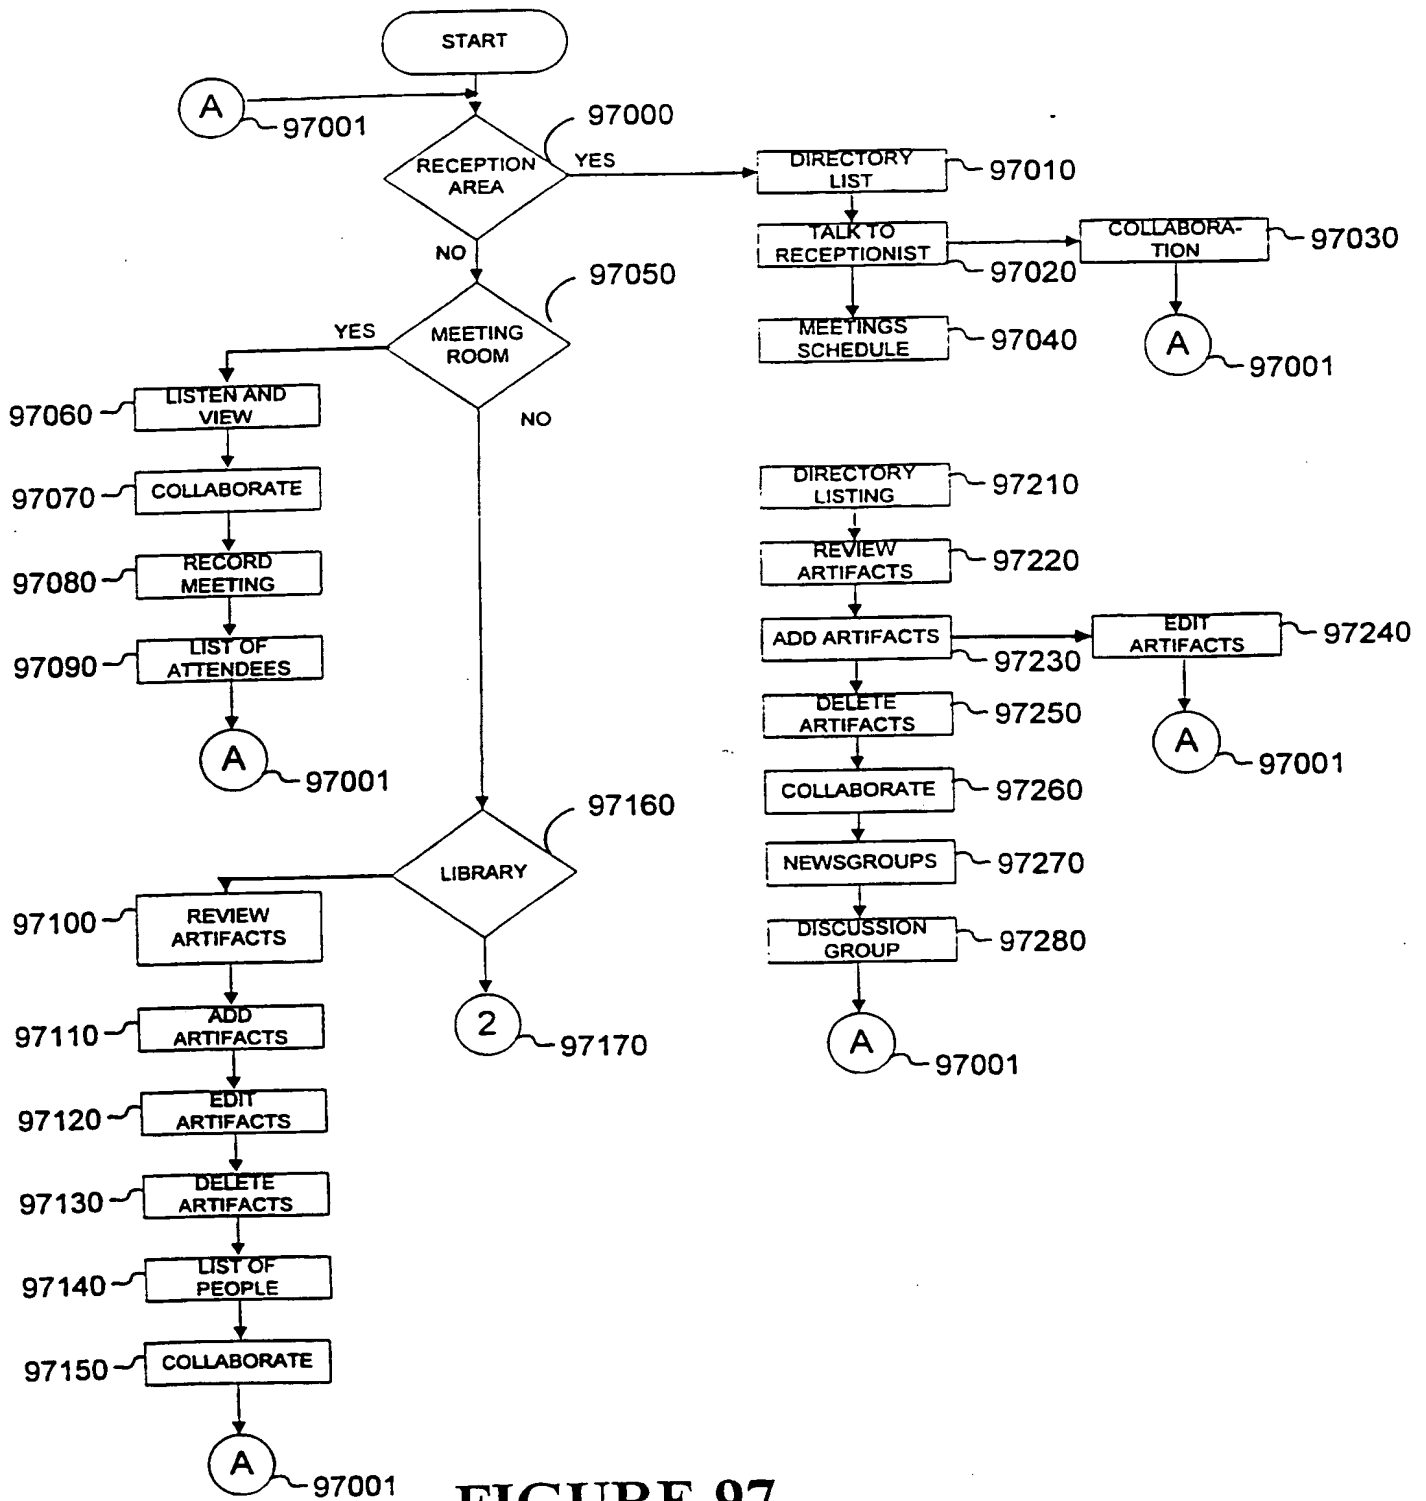 START
A
97001
97000
RECEPTION
AREA
YES
DIRECTORY
LIST
97010
TALK TO
RECEPTIONIST
97020
COLLABORA-
TION
97030
A
97001
MEETINGS
SCHEDULE
97040
NO
97050
MEETING
ROOM
YES
NO
97060
LISTEN AND
VIEW
97070
COLLABORATE
97080
RECORD
MEETING
97090
LIST OF
ATTENDEES
A
97001
97160
LIBRARY
97100
REVIEW
ARTIFACTS
97110
ADD
ARTIFACTS
97120
EDIT
ARTIFACTS
97130
DELETE
ARTIFACTS
97140
LIST OF
PEOPLE
97150
COLLABORATE
A
97001
2
97170
DIRECTORY
LISTING
97210
REVIEW
ARTIFACTS
97220
ADD ARTIFACTS
97230
EDIT
ARTIFACTS
97240
A
97001
DELETE
ARTIFACTS
97250
COLLABORATE
97260
NEWSGROUPS
97270
DISCUSSION
GROUP
97280
A
97001
FIGURE 97